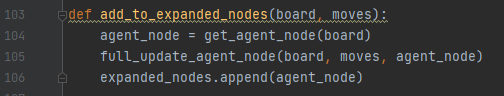 103 def add_to_expanded_nodes(board, moves):
104 agent_node = get_agent_node(board)
105 full_update_agent_node(board, moves, agent_node)
106 expanded_nodes.append(agent_node)